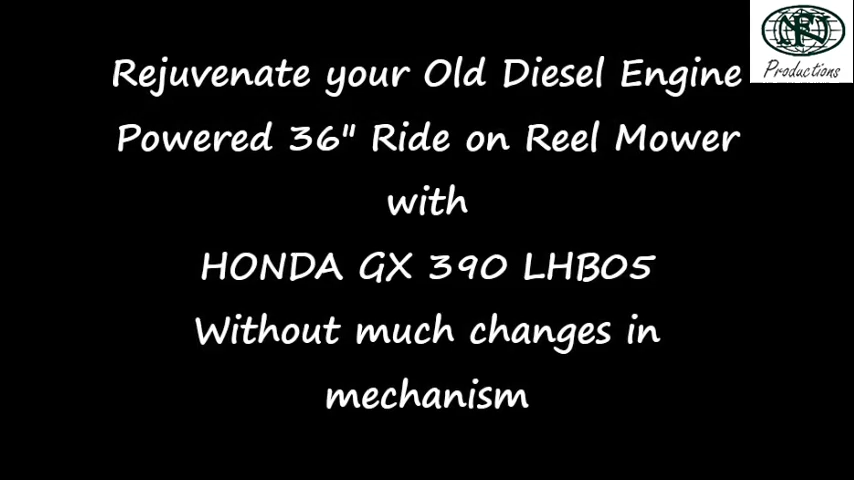 Rejuvenate your Old Diesel Engine
Powered 36" Ride on Reel Mower
with
HONDA GX 390 LHB05
Without much changes in
mechanism
Productions